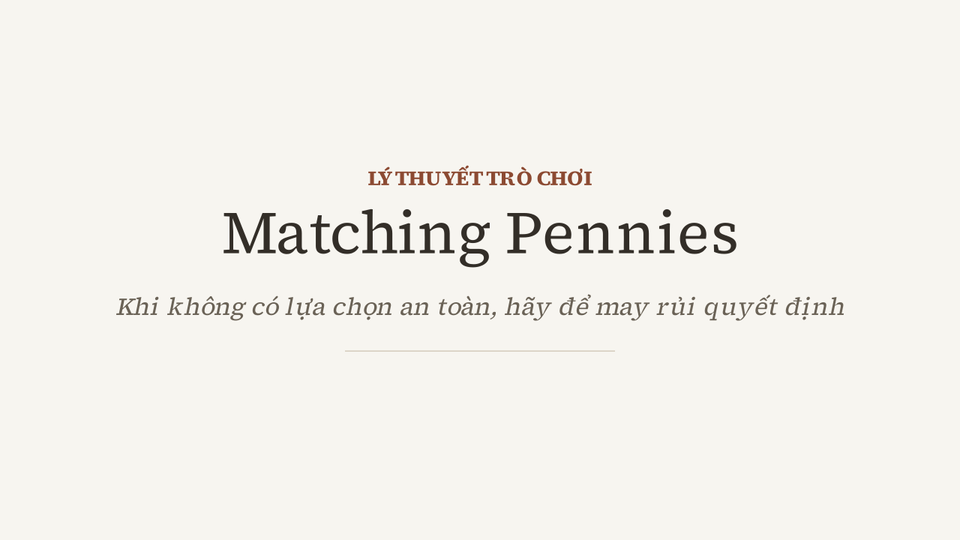 LÝ THUYẾT TRÒ CHƠI
Matching Pennies
Khi không có lựa chọn an toàn, hãy để may rủi quyết định